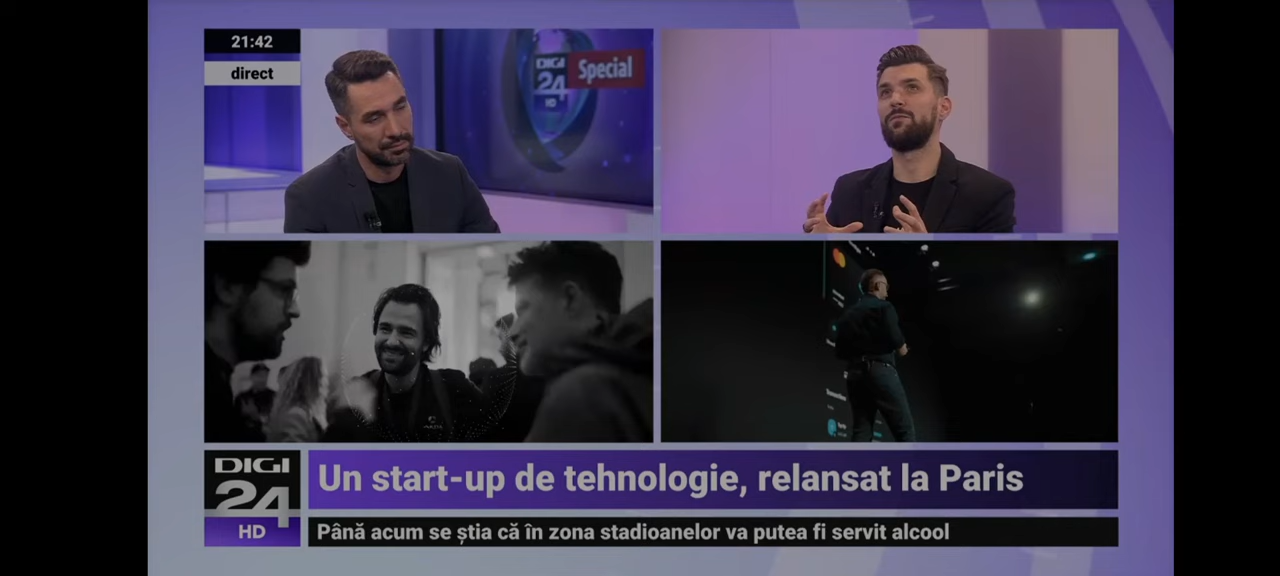 21:42
direct
DIGI
24
HD
Special
DIGI
24
HD
Un start-up de tehnologie, relansat la Paris
Până acum se știa că în zona stadioanelor va putea fi servit alcool